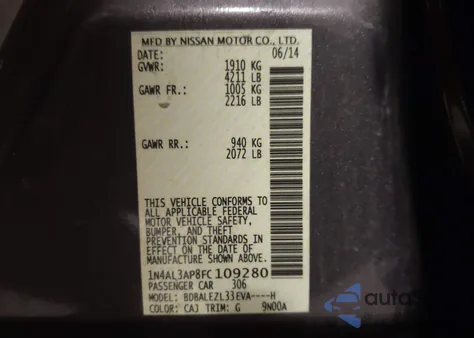 MFD BY NISSAN MOTOR CO., LTD.
DATE: 06/14
GVWR: 1910 KG
4211 LB
GAWR FR.: 1005 KG
2216 LB
GAWR RR.: 940 KG
2072 LB
THIS VEHICLE CONFORMS TO
ALL APPLICABLE FEDERAL
MOTOR VEHICLE SAFETY,
BUMPER, AND THEFT
PREVENTION STANDARDS
IN EFFECT ON THE DATE OF
MANUFACTURE SHOWN ABOVE.
1N4AL3AP8FC109280
PASSENGER CAR 306
MODEL: BDBALEZL33EVA----H
COLOR: CAJ TRIM: G 9N00A